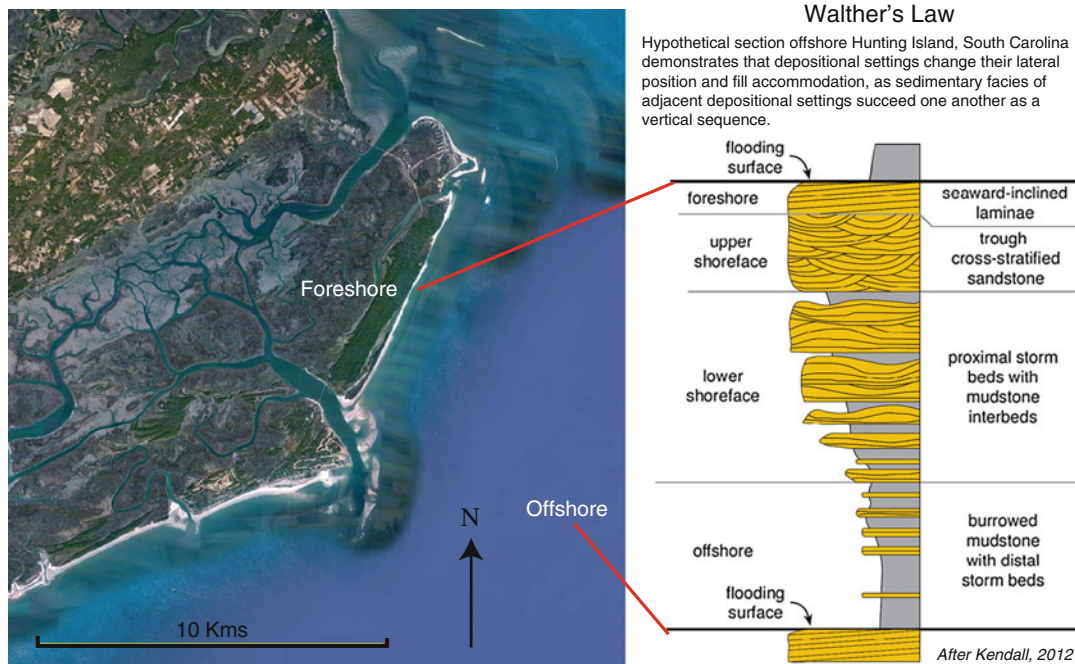 Walther's Law
Hypothetical section offshore Hunting Island, South Carolina
demonstrates that depositional settings change their lateral
position and fill accommodation, as sedimentary facies of
adjacent depositional settings succeed one another as a
vertical sequence.
flooding
surface
foreshore
seaward-inclined
laminae
upper
shoreface
trough
cross-stratified
sandstone
Foreshore
lower
shoreface
proximal storm
beds with
mudstone
interbeds
Offshore
N
offshore
burrowed
mudstone
with distal
storm beds
flooding
surface
10 Kms
After Kendall, 2012